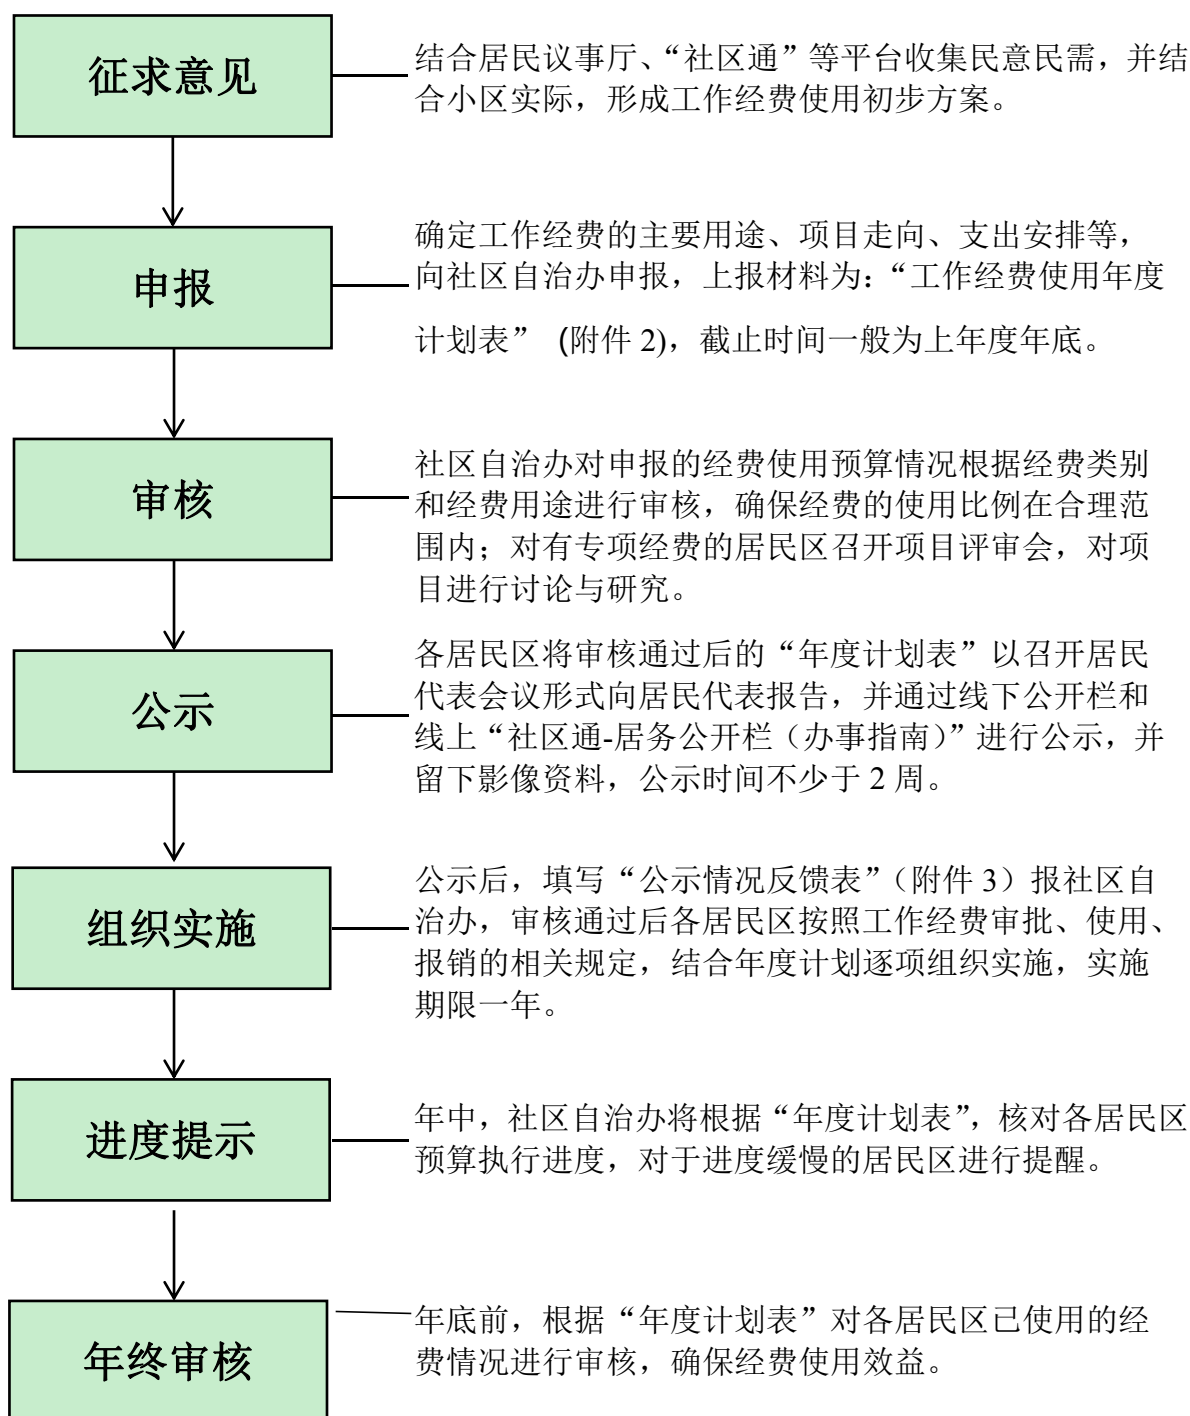 征求意见
结合居民议事厅、“社区通”等平台收集民意民需，并结
合小区实际，形成工作经费使用初步方案。
申报
确定工作经费的主要用途、项目走向、支出安排等，
向社区自治办申报，上报材料为：“工作经费使用年度
计划表” (附件 2)，截止时间一般为上年度年底。
审核
社区自治办对申报的经费使用预算情况根据经费类别
和经费用途进行审核，确保经费的使用比例在合理范
围内；对有专项经费的居民区召开项目评审会，对项
目进行讨论与研究。
公示
各居民区将审核通过后的“年度计划表”以召开居民
代表会议形式向居民代表报告，并通过线下公开栏和
线上“社区通-居务公开栏（办事指南）”进行公示，并
留下影像资料，公示时间不少于 2 周。
组织实施
公示后，填写“公示情况反馈表”（附件 3）报社区自
治办，审核通过后各居民区按照工作经费审批、使用、
报销的相关规定，结合年度计划逐项组织实施，实施
期限一年。
进度提示
年中，社区自治办将根据“年度计划表”，核对各居民区
预算执行进度，对于进度缓慢的居民区进行提醒。
年终审核
年底前，根据“年度计划表”对各居民区已使用的经
费情况进行审核，确保经费使用效益。